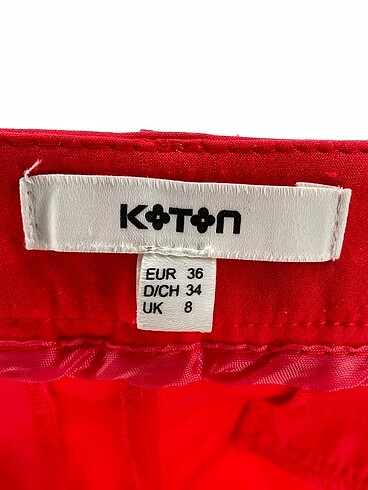 KOTON
EUR 36
D/CH 34
UK 8